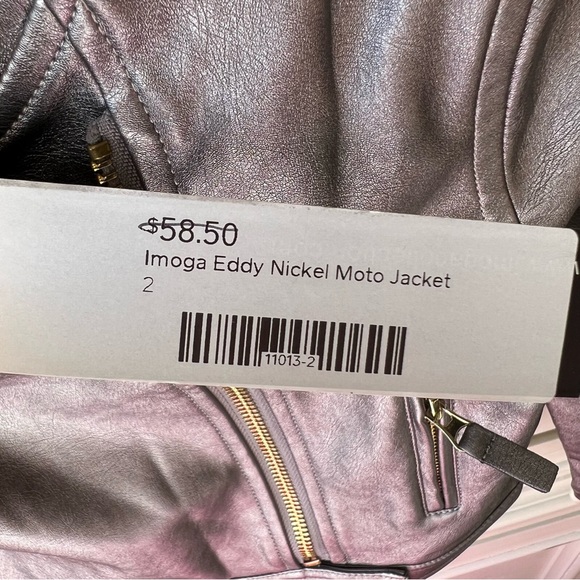 $58.50
Imoga Eddy Nickel Moto Jacket
2
11013-2